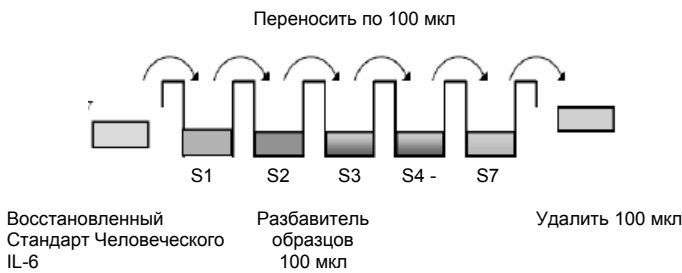 Переносить по 100 мкл
S1 S2 S3 S4 - S7
Восстановленный
Стандарт Человеческого
IL-6
Разбавитель
образцов
100 мкл
Удалить 100 мкл